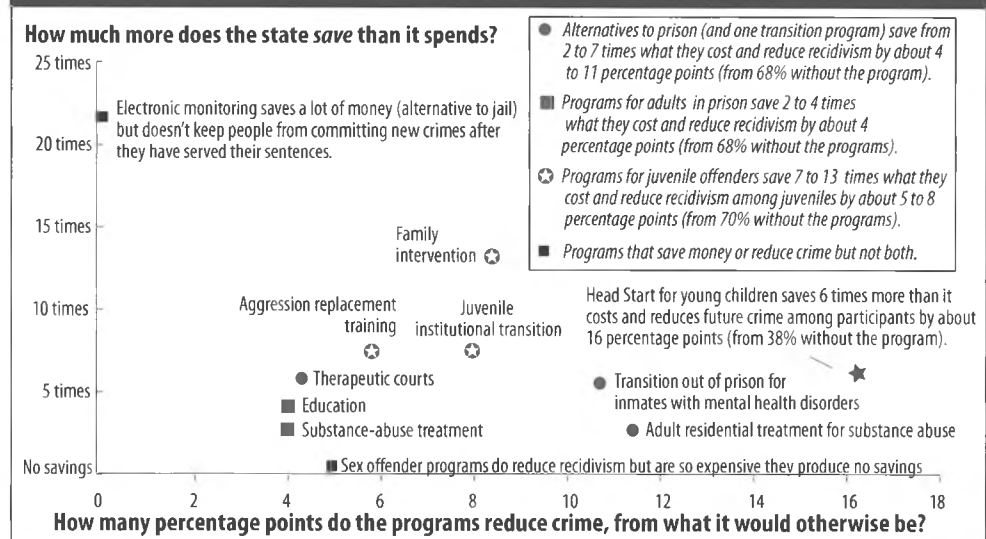 How much more does the state save than it spends?
25 times
20 times
15 times
10 times
5 times
No savings
Alternatives to prison (and one transition program) save from
2 to 7 times what they cost and reduce recidivism by about 4
to 11 percentage points (from 68% without the program).
Programs for adults in prison save 2 to 4 times
what they cost and reduce recidivism by about 4
percentage points (from 68% without the programs).
Programs for juvenile offenders save 7 to 13 times what they
cost and reduce recidivism among juveniles by about 5 to 8
percentage points (from 70% without the programs).
Programs that save money or reduce crime but not both.
Electronic monitoring saves a lot of money (alternative to jail)
but doesn't keep people from committing new crimes after
they have served their sentences.
Family
intervention
Aggression replacement
training
Juvenile
institutional transition
Head Start for young children saves 6 times more than it
costs and reduces future crime among participants by about
16 percentage points (from 38% without the program).
Therapeutic courts
Education
Substance-abuse treatment
Transition out of prison for
inmates with mental health disorders
Adult residential treatment for substance abuse
Sex offender programs do reduce recidivism but are so expensive they produce no savings
0 2 4 6 8 10 12 14 16 18
How many percentage points do the programs reduce crime, from what it would otherwise be?